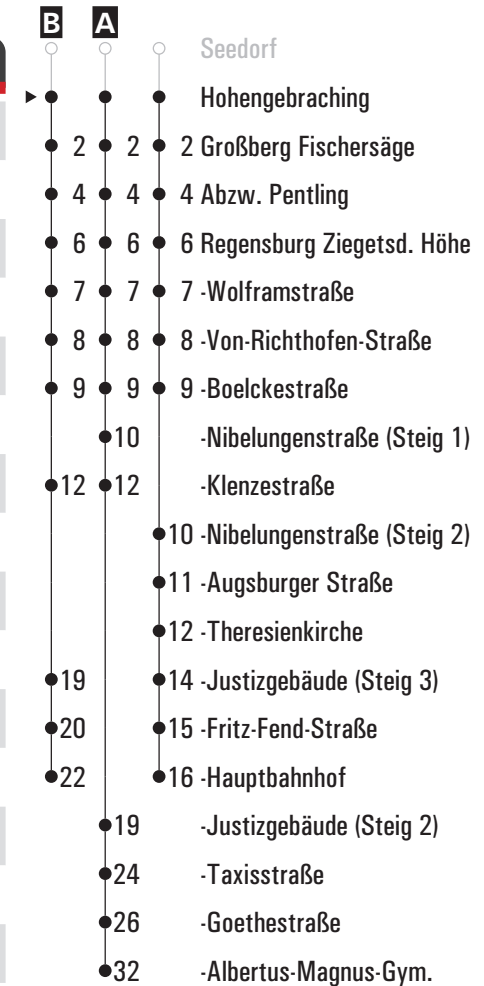 B A
Seedorf
Hohengebraching
2 2 2 Großberg Fischersäge
4 4 4 Abzw. Pentling
6 6 6 Regensburg Ziegetsd. Höhe
7 7 7 -Wolframstraße
8 8 8 -Von-Richthofen-Straße
9 9 9 -Boelckestraße
10 -Nibelungenstraße (Steig 1)
12 12 -Klenzestraße
10 -Nibelungenstraße (Steig 2)
11 -Augsburger Straße
12 -Theresienkirche
19 14 -Justizgebäude (Steig 3)
20 15 -Fritz-Fend-Straße
22 16 -Hauptbahnhof
19 -Justizgebäude (Steig 2)
24 -Taxisstraße
26 -Goethestraße
32 -Albertus-Magnus-Gym.